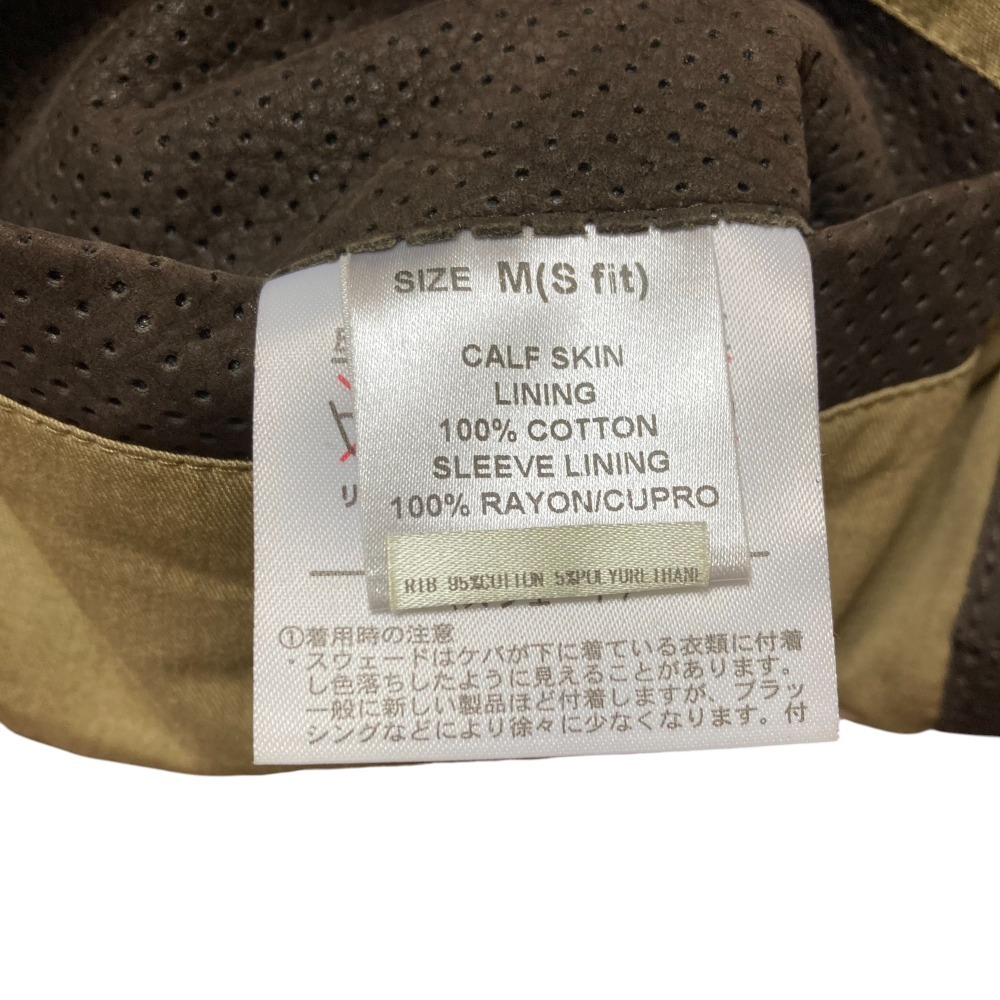 SIZE M(S fit)
CALF SKIN
LINING
100% COTTON
SLEEVE LINING
100% RAYON/CUPRO
RIB 95%COTTON 5%POLYURETHANE
リ
①着用時の注意
・スウェードはケバが下に着ている衣類に付着
し色落ちしたように見えることがあります。
一般に新しい製品ほど付着しますが、ブラッ
シングなどにより徐々に少なくなります。付